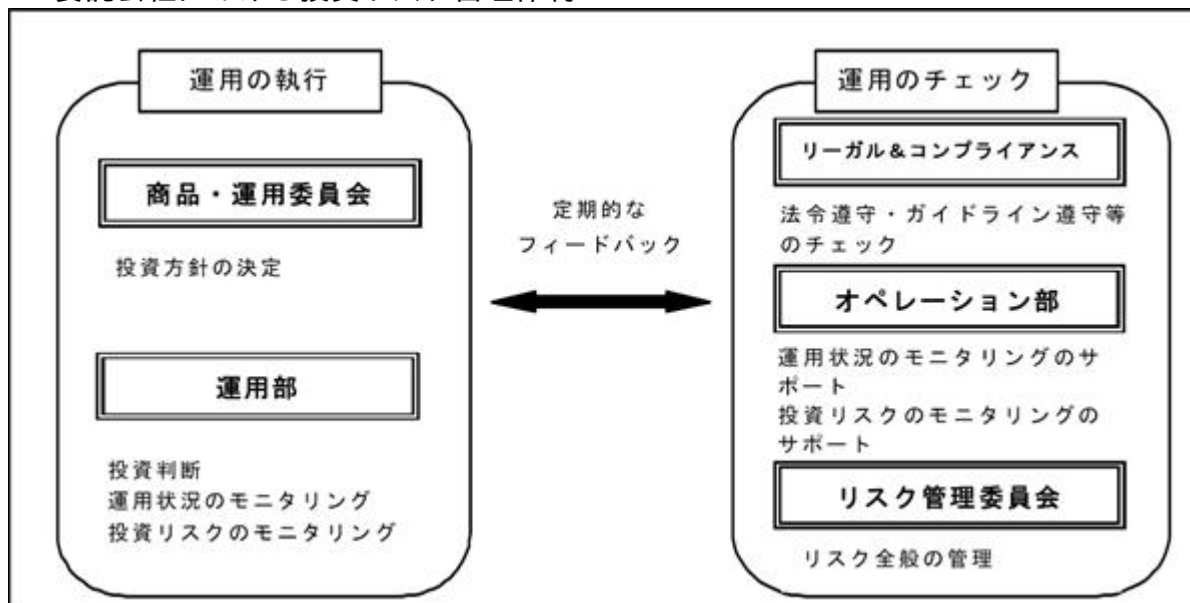 運用の執行
商品・運用委員会
投資方針の決定
運用部
投資判断
運用状況のモニタリング
投資リスクのモニタリング
定期的な
フィードバック
運用のチェック
リーガル&コンプライアンス
法令遵守・ガイドライン遵守等
のチェック
オペレーション部
運用状況のモニタリングのサ
ポート
投資リスクのモニタリングの
サポート
リスク管理委員会
リスク全般の管理